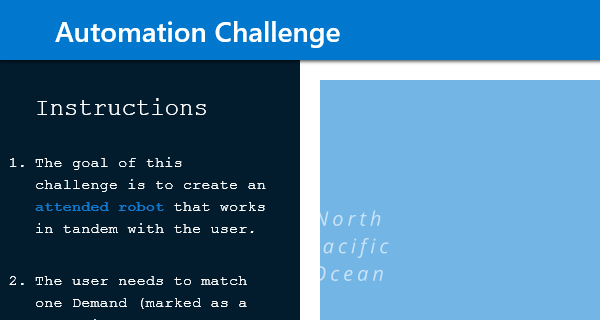 Automation Challenge
Instructions
1. The goal of this
challenge is to create an
attended robot that works
in tandem with the user.
2. The user needs to match
one Demand (marked as a
North
acific
Ocean